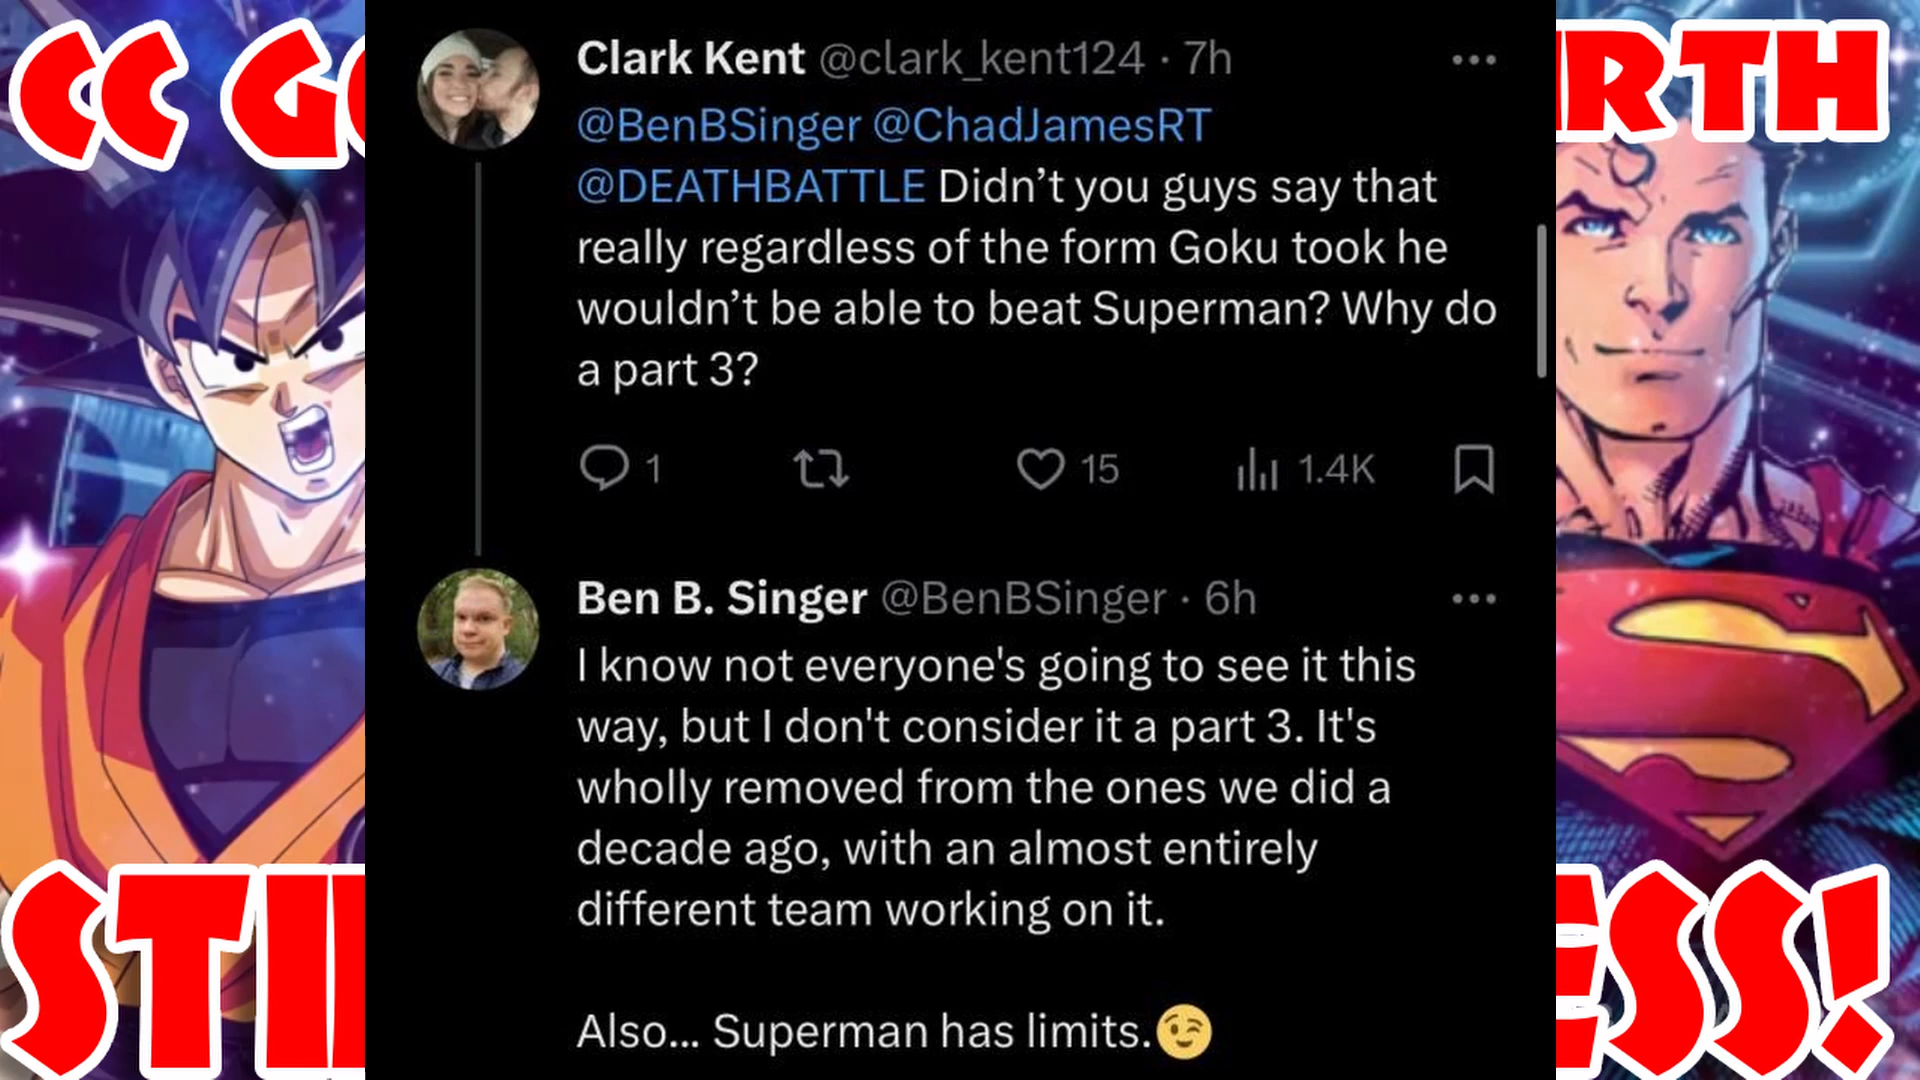 CC G
RTH
Clark Kent @clark_kent124 · 7h
@BenBSinger @ChadJamesRT
@DEATHBATTLE Didn’t you guys say that
really regardless of the form Goku took he
wouldn’t be able to beat Superman? Why do
a part 3?
1
15
1.4K
Ben B. Singer @BenBSinger · 6h
I know not everyone's going to see it this
way, but I don't consider it a part 3. It's
wholly removed from the ones we did a
decade ago, with an almost entirely
different team working on it.
Also... Superman has limits.😉
STI
ESS!